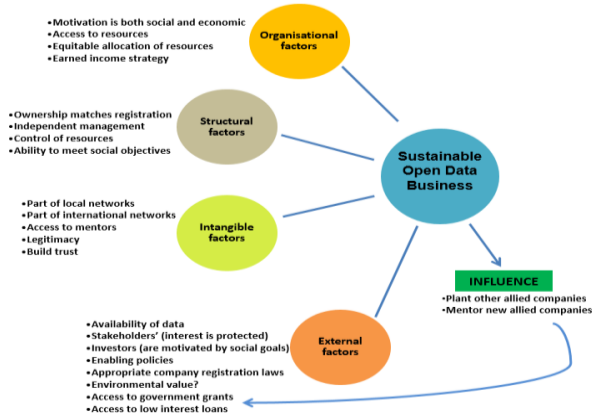 •Motivation is both social and economic
•Access to resources
•Equitable allocation of resources
•Earned income strategy
Organisational
factors
•Ownership matches registration
•Independent management
•Control of resources
•Ability to meet social objectives
Structural
factors
Sustainable
Open Data
Business
•Part of local networks
•Part of international networks
•Access to mentors
•Legitimacy
•Build trust
Intangible
factors
INFLUENCE
•Plant other allied companies
•Mentor new allied companies
•Availability of data
•Stakeholders' (interest is protected)
•Investors (are motivated by social goals)
•Enabling policies
•Appropriate company registration laws
•Environmental value?
•Access to government grants
•Access to low interest loans
External
factors